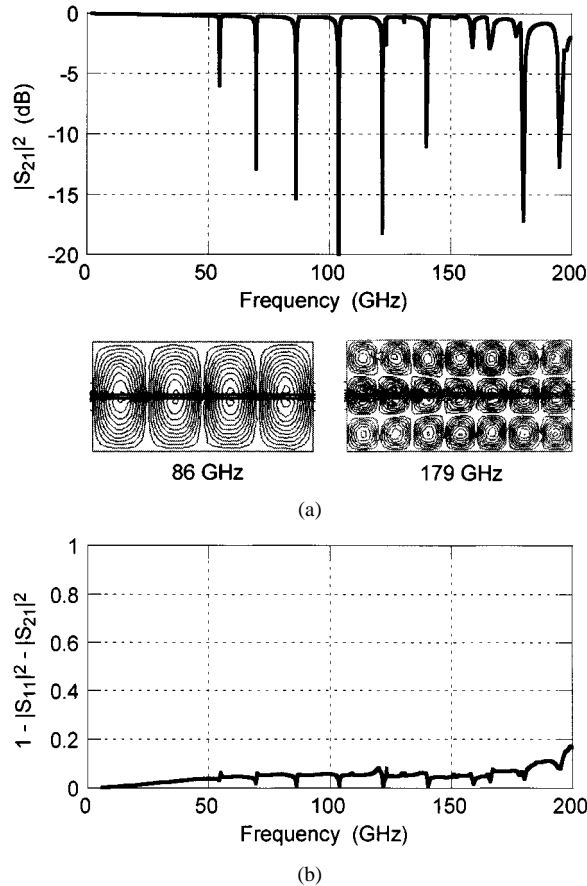 0
-5
-10
-15
-20
|S21|² (dB)
0 50 100 150 200
Frequency (GHz)
86 GHz 179 GHz
(a)
1
0.8
0.6
0.4
0.2
0
1 - |S11|² - |S21|²
0 50 100 150 200
Frequency (GHz)
(b)